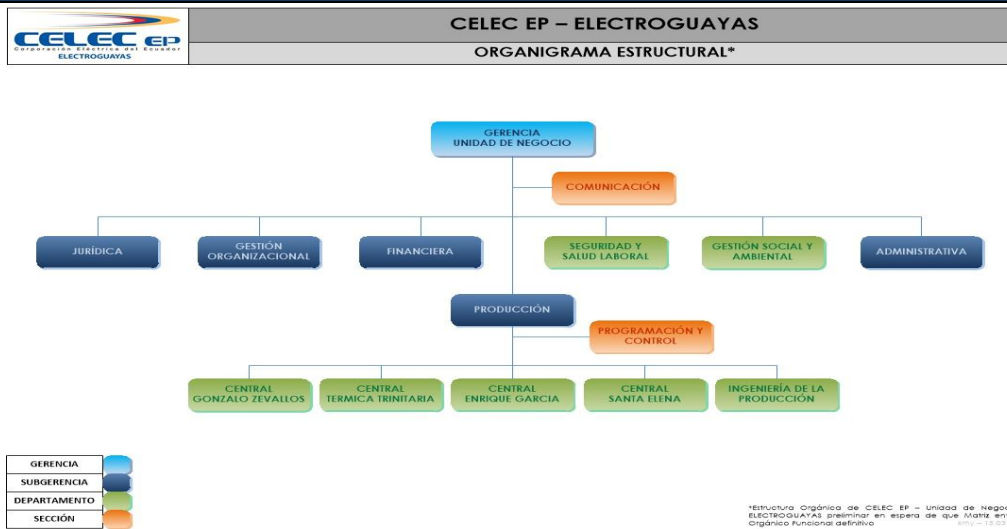 CELEC EP
Corporación Eléctrica del Ecuador
ELECTROGUAYAS
CELEC EP – ELECTROGUAYAS
ORGANIGRAMA ESTRUCTURAL*
GERENCIA
UNIDAD DE NEGOCIO
COMUNICACIÓN
JURÍDICA
GESTIÓN
ORGANIZACIONAL
FINANCIERA
SEGURIDAD Y
SALUD LABORAL
GESTIÓN SOCIAL Y
AMBIENTAL
ADMINISTRATIVA
PRODUCCIÓN
PROGRAMACIÓN Y
CONTROL
CENTRAL
GONZALO ZEVALLOS
CENTRAL
TERMICA TRINITARIA
CENTRAL
ENRIQUE GARCIA
CENTRAL
SANTA ELENA
INGENIERÍA DE LA
PRODUCCIÓN
GERENCIA
SUBGERENCIA
DEPARTAMENTO
SECCIÓN
*Estructura Orgánica de CELEC EP – Unidad de Nego
ELECTROGUAYAS preliminar en espera de que Matriz en
Orgánico Funcional definitivo